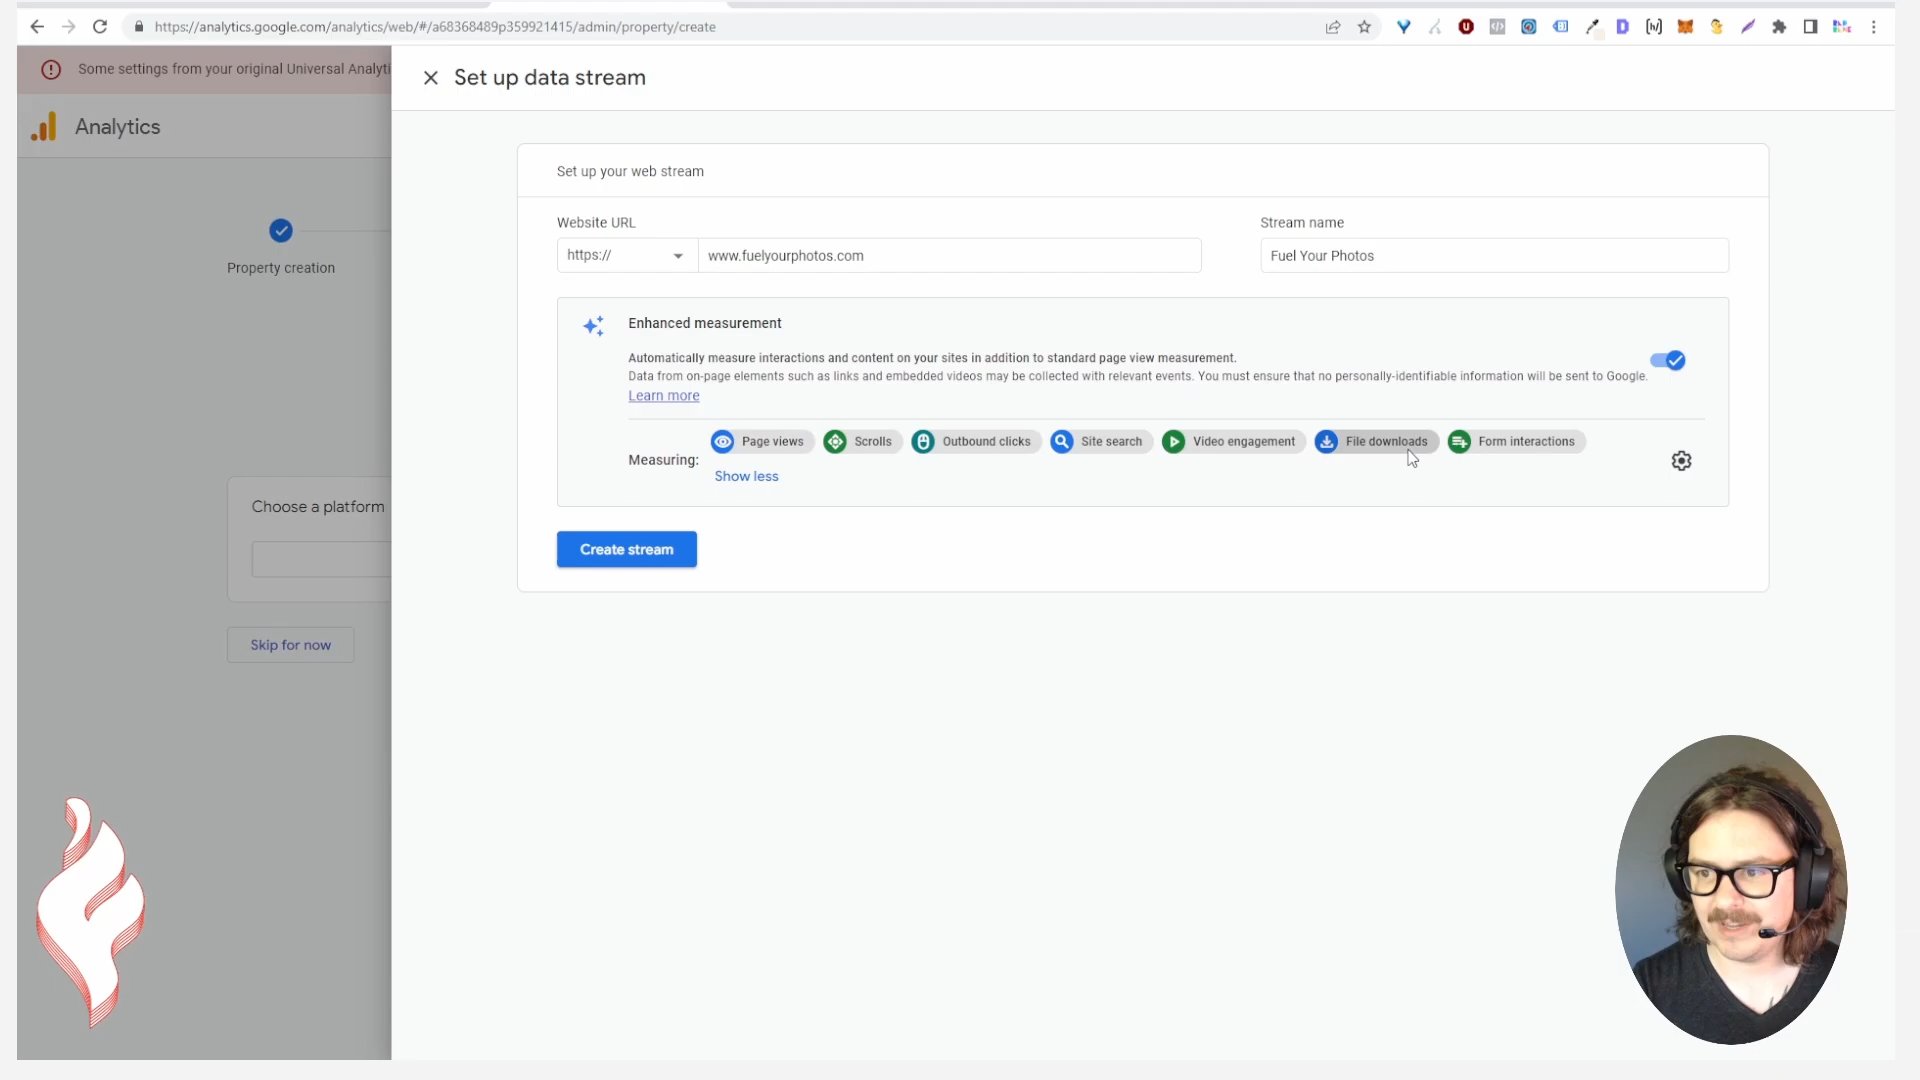 https://analytics.google.com/analytics/web/#/a68368489p359921415/admin/property/create
Some settings from your original Universal Analyti
Set up data stream
Analytics
Set up your web stream
Website URL
Stream name
https://
www.fuelyourphotos.com
Fuel Your Photos
Property creation
Enhanced measurement
Automatically measure interactions and content on your sites in addition to standard page view measurement.
Data from on-page elements such as links and embedded videos may be collected with relevant events. You must ensure that no personally-identifiable information will be sent to Google.
Learn more
Measuring:
Page views
Scrolls
Outbound clicks
Site search
Video engagement
File downloads
Form interactions
Show less
Choose a platform
Create stream
Skip for now